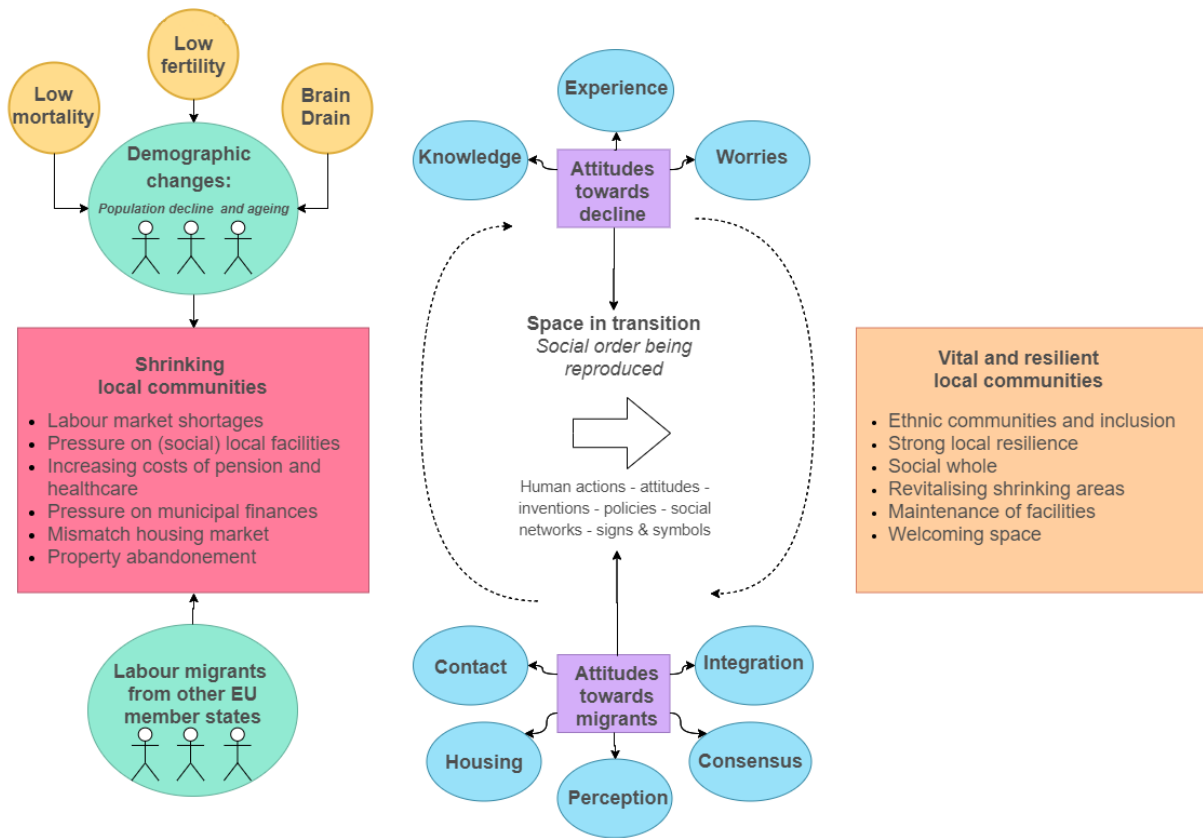 Low
fertility
Low
mortality
Brain
Drain
Demographic
changes:
Population decline and ageing
Shrinking
local communities
• Labour market shortages
• Pressure on (social) local facilities
• Increasing costs of pension and
healthcare
• Pressure on municipal finances
• Mismatch housing market
• Property abandonement
Labour migrants
from other EU
member states
Experience
Knowledge
Worries
Attitudes
towards
decline
Space in transition
Social order being
reproduced
Human actions - attitudes -
inventions - policies - social
networks - signs & symbols
Contact
Integration
Attitudes
towards
migrants
Housing
Consensus
Perception
Vital and resilient
local communities
• Ethnic communities and inclusion
• Strong local resilience
• Social whole
• Revitalising shrinking areas
• Maintenance of facilities
• Welcoming space